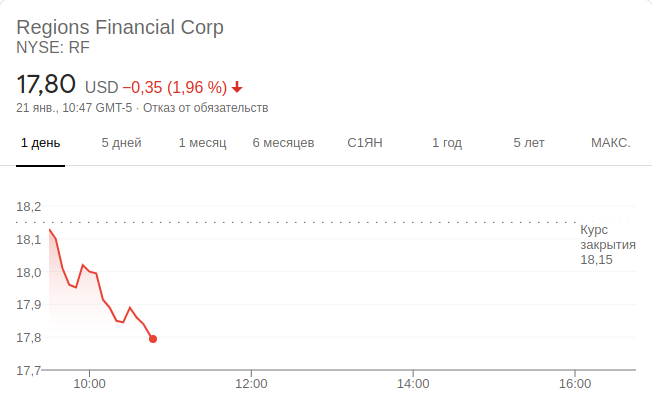 Regions Financial Corp
NYSE: RF
17,80 USD −0,35 (1,96 %)
21 янв., 10:47 GMT-5 · Отказ от обязательств
1 день 5 дней 1 месяц 6 месяцев С1ЯН 1 год 5 лет МАКС.
18,2
18,1
18,0
17,9
17,8
17,7
Курс
закрытия
18,15
10:00 12:00 14:00 16:00